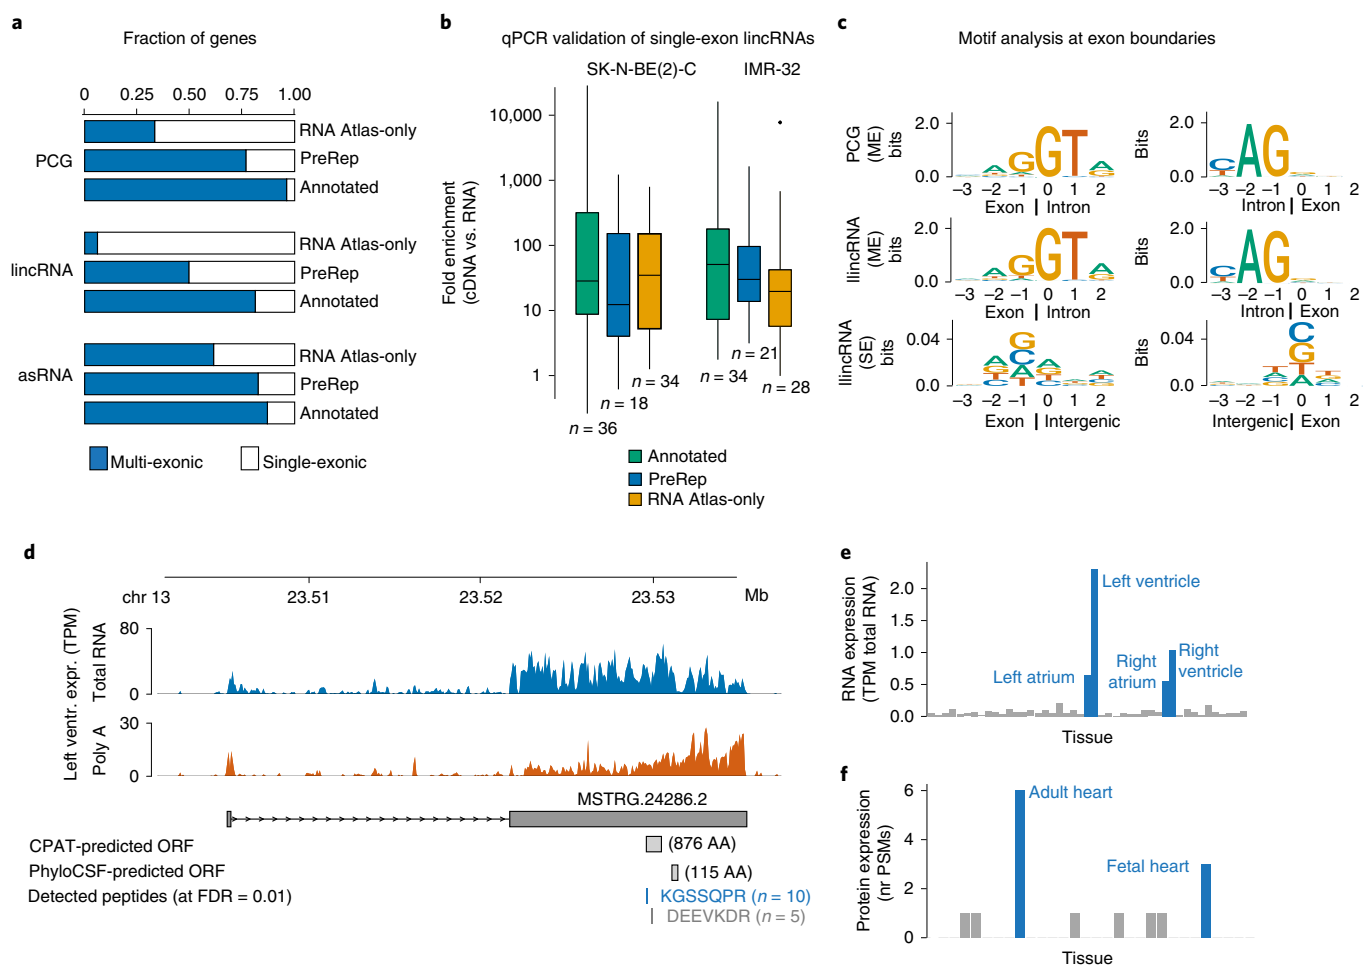 a
Fraction of genes
0 0.25 0.50 0.75 1.00
RNA Atlas-only
PCG
PreRep
Annotated
RNA Atlas-only
lincRNA
PreRep
Annotated
RNA Atlas-only
asRNA
PreRep
Annotated
Multi-exonic
Single-exonic
b
qPCR validation of single-exon lincRNAs
SK-N-BE(2)-C
IMR-32
Fold enrichment
(cDNA vs. RNA)
10,000
1,000
100
10
1
n = 36
n = 18
n = 34
n = 34
n = 21
n = 28
Annotated
PreRep
RNA Atlas-only
c
Motif analysis at exon boundaries
PCG
(ME)
bits
2.0
0.0
–3 –2 –1 0 1 2
Exon | Intron
Bits
2.0
0.0
–3 –2 –1 0 1 2
Intron | Exon
llincRNA
(ME)
bits
2.0
0.0
–3 –2 –1 0 1 2
Exon | Intron
Bits
2.0
0.0
–3 –2 –1 0 1 2
Intron | Exon
llincRNA
(SE)
bits
0.04
0.0
–3 –2 –1 0 1 2
Exon | Intergenic
Bits
0.04
0.0
–3 –2 –1 0 1 2
Intergenic | Exon
d
chr 13
23.51
23.52
23.53
Mb
Left ventr. expr. (TPM)
Total RNA
80
0
Poly A
30
0
MSTRG.24286.2
CPAT-predicted ORF
(876 AA)
PhyloCSF-predicted ORF
(115 AA)
Detected peptides (at FDR = 0.01)
KGSSQPR (n = 10)
DEEVKDR (n = 5)
e
RNA expression
(TPM total RNA)
2.0
1.5
1.0
0.5
0.0
Left ventricle
Left atrium
Right
atrium
Right
ventricle
Tissue
f
Protein expression
(nr PSMs)
6
4
2
0
Adult heart
Fetal heart
Tissue